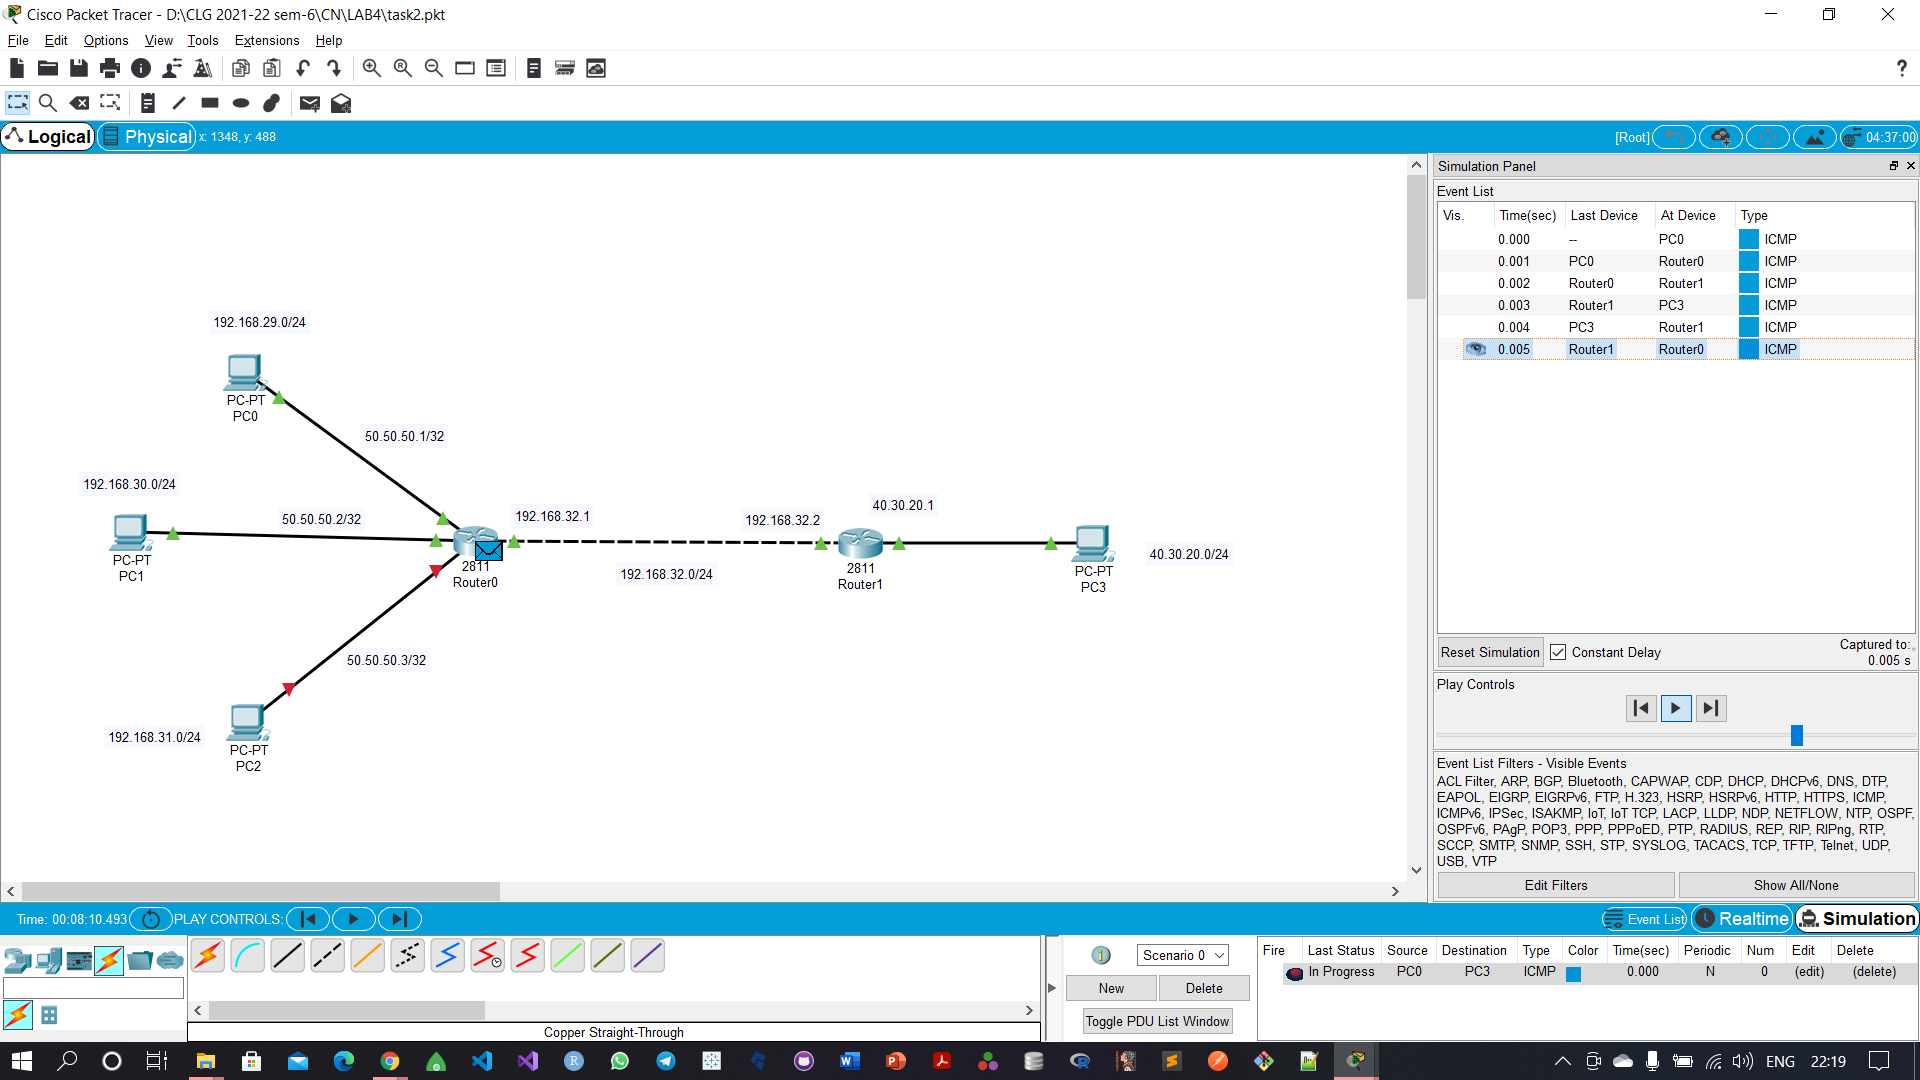 Cisco Packet Tracer - D:\CLG 2021-22 sem-6\CN\LAB4\task2.pkt
File Edit Options View Tools Extensions Help
?
Logical Physical x: 1348, y: 488 [Root] 04:37:00
Simulation Panel
Event List
Vis. Time(sec) Last Device At Device Type
0.000 -- PC0 ICMP
0.001 PC0 Router0 ICMP
0.002 Router0 Router1 ICMP
0.003 Router1 PC3 ICMP
0.004 PC3 Router1 ICMP
0.005 Router1 Router0 ICMP
192.168.29.0/24
PC-PT
PC0
50.50.50.1/32
192.168.30.0/24
50.50.50.2/32
PC-PT
PC1
192.168.32.1
2811
Router0
192.168.32.2
192.168.32.0/24
40.30.20.1
2811
Router1
PC-PT
PC3
40.30.20.0/24
50.50.50.3/32
192.168.31.0/24
PC-PT
PC2
Reset Simulation Constant Delay Captured to:
0.005 s
Play Controls
Event List Filters - Visible Events
ACL Filter, ARP, BGP, Bluetooth, CAPWAP, CDP, DHCP, DHCPv6, DNS, DTP,
EAPOL, EIGRP, EIGRPv6, FTP, H.323, HSRP, HSRPv6, HTTP, HTTPS, ICMP,
ICMPv6, IPSec, ISAKMP, IoT, IoT TCP, LACP, LLDP, NDP, NETFLOW, NTP, OSPF,
OSPFv6, PAgP, POP3, PPP, PPPoED, PTP, RADIUS, REP, RIP, RIPng, RTP,
SCCP, SMTP, SNMP, SSH, STP, SYSLOG, TACACS, TCP, TFTP, Telnet, UDP,
USB, VTP
Edit Filters Show All/None
Time: 00:08:10.493 PLAY CONTROLS: Event List Realtime Simulation
Copper Straight-Through
Scenario 0
New Delete
Toggle PDU List Window
Fire Last Status Source Destination Type Color Time(sec) Periodic Num Edit Delete
In Progress PC0 PC3 ICMP 0.000 N 0 (edit) (delete)
ENG 22:19